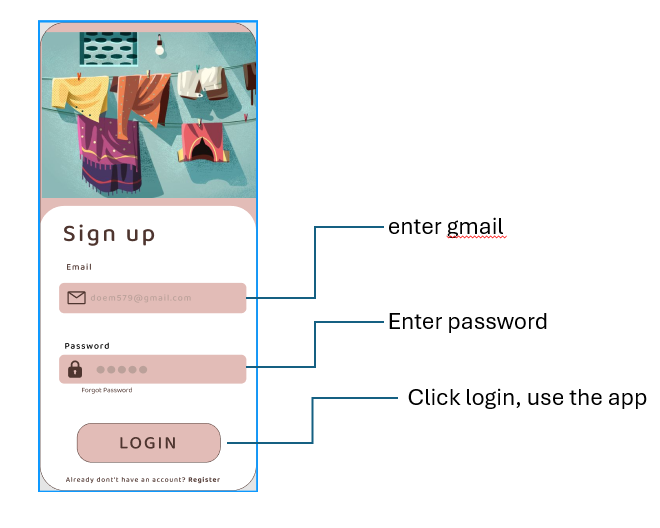 Sign up
enter gmail
Email
doem579@gmail.com
Enter password
Password
Forgot Password
Click login, use the app
LOGIN
Already dont't have an account? Register